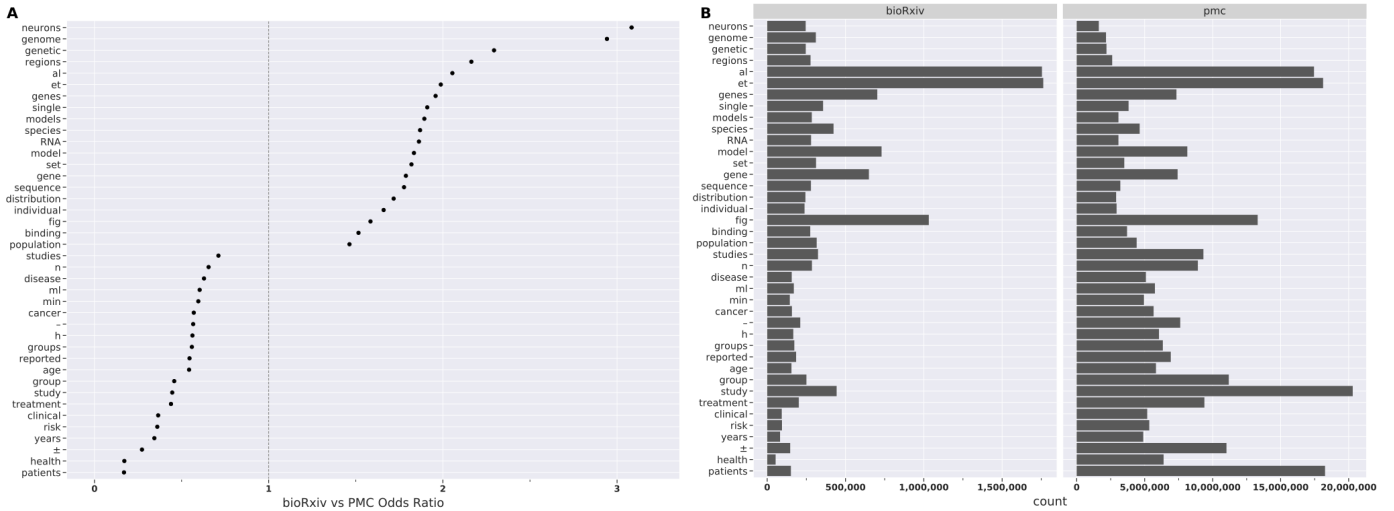 A
neurons
genome
genetic
regions
al
et
genes
single
models
species
RNA
model
set
gene
sequence
distribution
individual
fig
binding
population
studies
n
disease
ml
min
cancer
–
h
groups
reported
age
group
study
treatment
clinical
risk
years
±
health
patients
0 1 2 3
bioRxiv vs PMC Odds Ratio
B
bioRxiv pmc
neurons
genome
genetic
regions
al
et
genes
single
models
species
RNA
model
set
gene
sequence
distribution
individual
fig
binding
population
studies
n
disease
ml
min
cancer
–
h
groups
reported
age
group
study
treatment
clinical
risk
years
±
health
patients
0 500,000 1,000,000 1,500,000 0 5,000,000 10,000,000 15,000,000 20,000,000
count